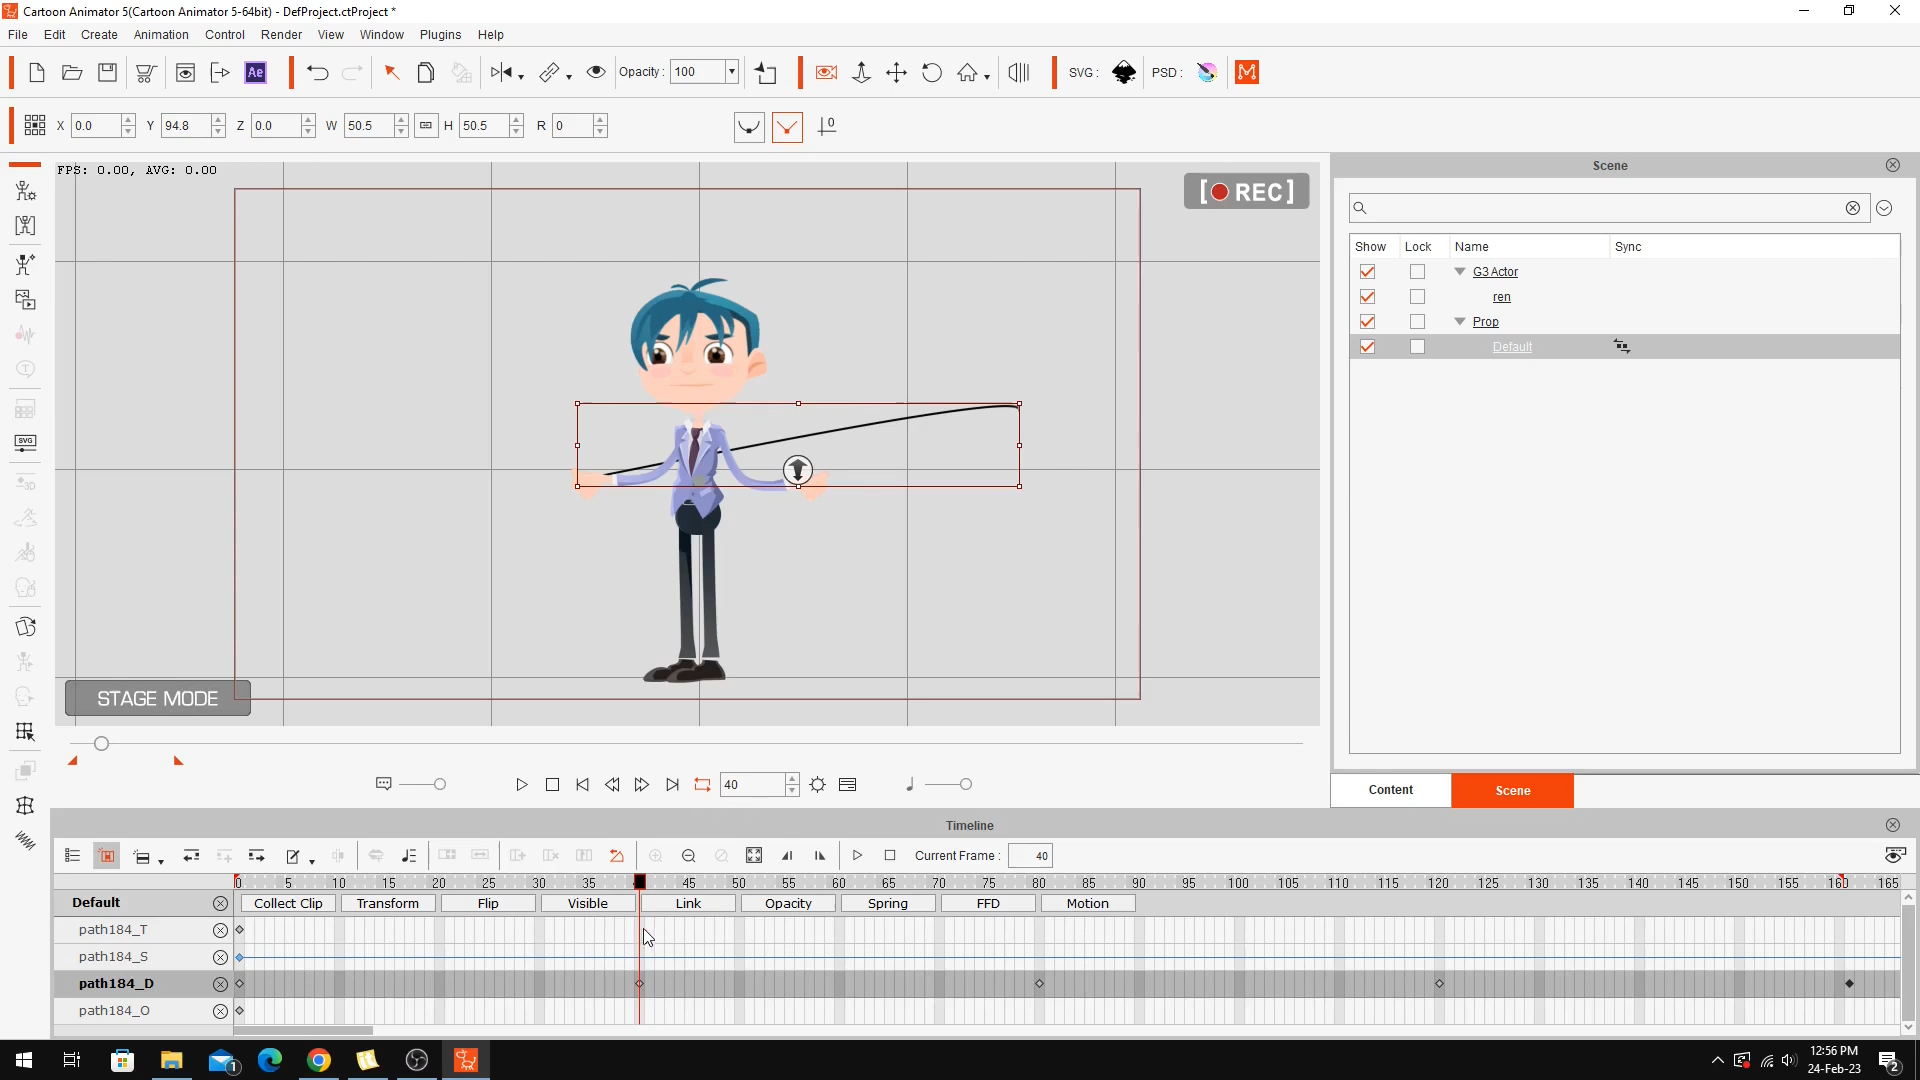 Cartoon Animator 5(Cartoon Animator 5-64bit) - DefProject.ctProject *
File Edit Create Animation Control Render View Window Plugins Help
Ae Opacity : 100 SVG : PSD :
X 0.0 Y 94.8 Z 0.0 W 50.5 H 50.5 R 0 0
FPS: 0.00, AVG: 0.00
[ REC ]
STAGE MODE
Scene
Show Lock Name Sync
G3 Actor
ren
Prop
Default
SVG
3D
40
Content Scene
Timeline
Current Frame : 40
0 5 10 15 20 25 30 35 45 50 55 60 65 70 75 80 85 90 95 100 105 110 115 120 125 130 135 140 145 150 155 160 165
Default Collect Clip Transform Flip Visible Link Opacity Spring FFD Motion
path184_T
path184_S
path184_D
path184_O
1
12:56 PM
24-Feb-23
2